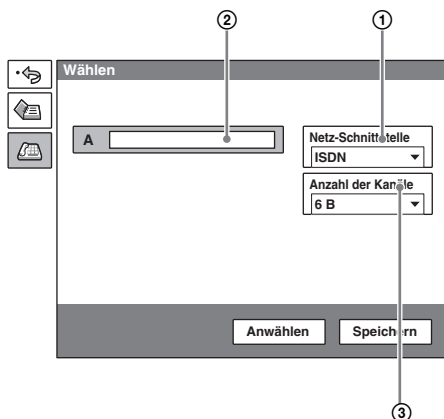 ② ①
Wählen
A
Netz-Schnittstelle
ISDN
Anzahl der Kanäle
6 B
Anwählen Speichern
③